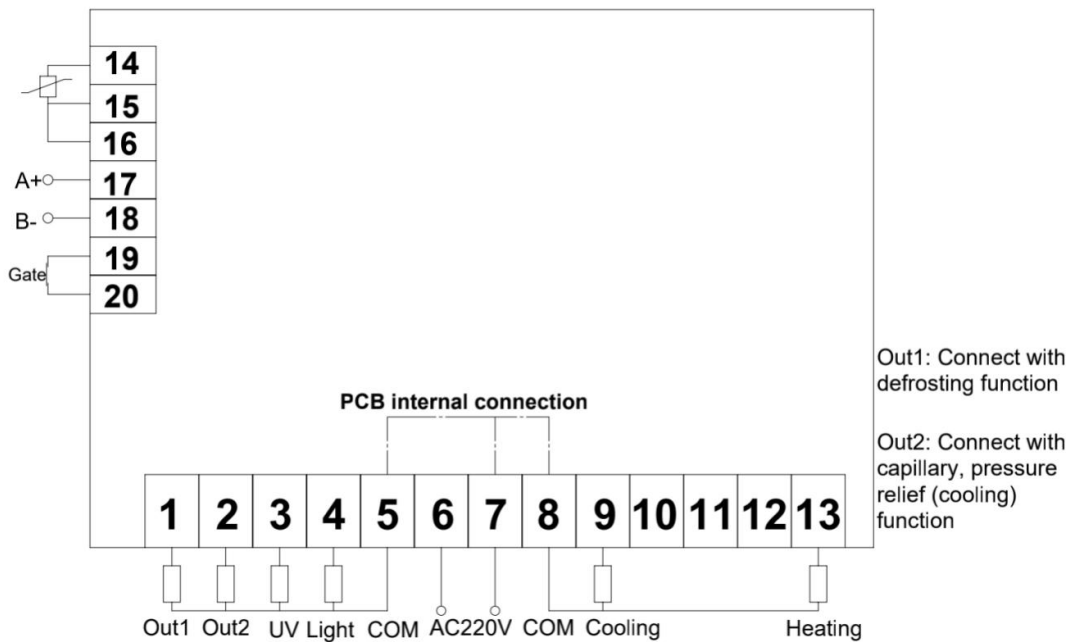 14
15
16
A+
17
B-
18
19
Gate
20
Out1: Connect with
defrosting function
PCB internal connection
Out2: Connect with
capillary, pressure
relief (cooling)
function
1 2 3 4 5 6 7 8 9 10 11 12 13
Out1 Out2 UV Light COM AC220V COM Cooling Heating